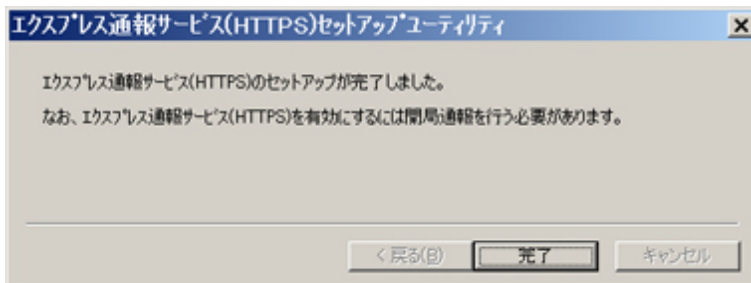 ｴｸｽﾌﾟﾚｽ通報ｻｰﾋﾞｽ(HTTPS)ｾｯﾄｱｯﾌﾟﾕｰﾃｨﾘﾃｨ
ｴｸｽﾌﾟﾚｽ通報ｻｰﾋﾞｽ(HTTPS)のｾｯﾄｱｯﾌﾟが完了しました。
なお、ｴｸｽﾌﾟﾚｽ通報ｻｰﾋﾞｽ(HTTPS)を有効にするには開局通報を行う必要があります。
< 戻る(B)
完了
ｷｬﾝｾﾙ